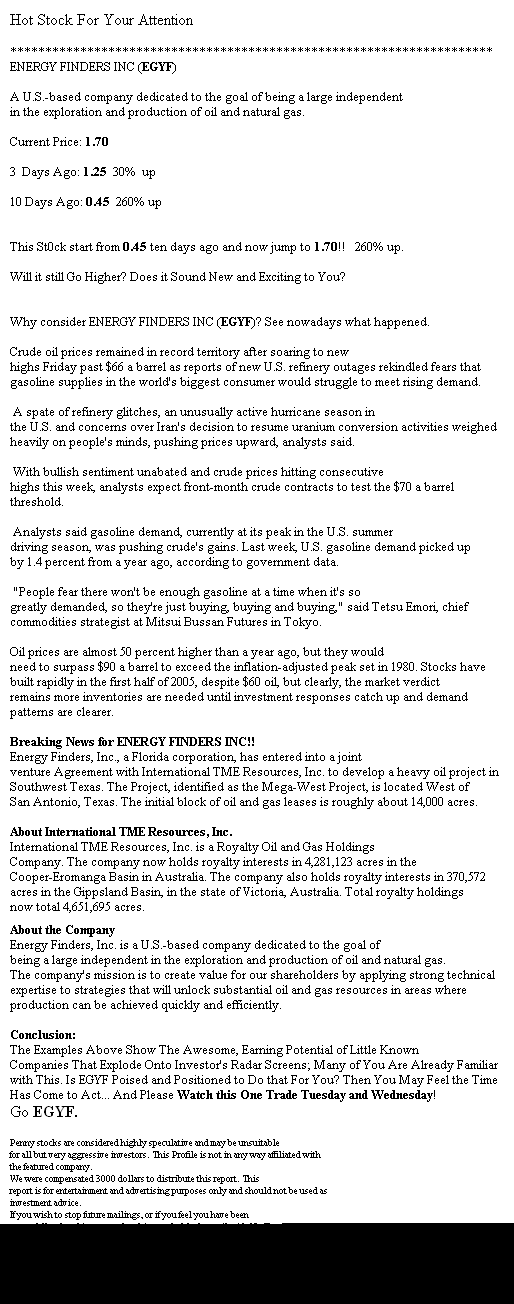 Hot Stock For Your Attention
*********************************************************************
ENERGY FINDERS INC (EGYF)
A U.S.-based company dedicated to the goal of being a large independent
in the exploration and production of oil and natural gas.
Current Price: 1.70
3 Days Ago: 1.25 30% up
10 Days Ago: 0.45 260% up
This St0ck start from 0.45 ten days ago and now jump to 1.70!! 260% up.
Will it still Go Higher? Does it Sound New and Exciting to You?
Why consider ENERGY FINDERS INC (EGYF)? See nowadays what happened.
Crude oil prices remained in record territory after soaring to new
highs Friday past $66 a barrel as reports of new U.S. refinery outages rekindled fears that
gasoline supplies in the world's biggest consumer would struggle to meet rising demand.
A spate of refinery glitches, an unusually active hurricane season in
the U.S. and concerns over Iran's decision to resume uranium conversion activities weighed
heavily on people's minds, pushing prices upward, analysts said.
With bullish sentiment unabated and crude prices hitting consecutive
highs this week, analysts expect front-month crude contracts to test the $70 a barrel
threshold.
Analysts said gasoline demand, currently at its peak in the U.S. summer
driving season, was pushing crude's gains. Last week, U.S. gasoline demand picked up
by 1.4 percent from a year ago, according to government data.
"People fear there won't be enough gasoline at a time when it's so
greatly demanded, so they're just buying, buying and buying," said Tetsu Emori, chief
commodities strategist at Mitsui Bussan Futures in Tokyo.
Oil prices are almost 50 percent higher than a year ago, but they would
need to surpass $90 a barrel to exceed the inflation-adjusted peak set in 1980. Stocks have
built rapidly in the first half of 2005, despite $60 oil, but clearly, the market verdict
remains more inventories are needed until investment responses catch up and demand
patterns are clearer.
Breaking News for ENERGY FINDERS INC!!
Energy Finders, Inc., a Florida corporation, has entered into a joint
venture Agreement with International TME Resources, Inc. to develop a heavy oil project in
Southwest Texas. The Project, identified as the Mega-West Project, is located West of
San Antonio, Texas. The initial block of oil and gas leases is roughly about 14,000 acres.
About International TME Resources, Inc.
International TME Resources, Inc. is a Royalty Oil and Gas Holdings
Company. The company now holds royalty interests in 4,281,123 acres in the
Cooper-Eromanga Basin in Australia. The company also holds royalty interests in 370,572
acres in the Gippsland Basin, in the state of Victoria, Australia. Total royalty holdings
now total 4,651,695 acres.
About the Company
Energy Finders, Inc. is a U.S.-based company dedicated to the goal of
being a large independent in the exploration and production of oil and natural gas.
The company's mission is to create value for our shareholders by applying strong technical
expertise to strategies that will unlock substantial oil and gas resources in areas where
production can be achieved quickly and efficiently.
Conclusion:
The Examples Above Show The Awesome, Earning Potential of Little Known
Companies That Explode Onto Investor's Radar Screens; Many of You Are Already Familiar
with This. Is EGYF Poised and Positioned to Do that For You? Then You May Feel the Time
Has Come to Act... And Please Watch this One Trade Tuesday and Wednesday!
Go EGYF.
Penny stocks are considered highly speculative and may be unsuitable
for all but very aggressive investors. This Profile is not in any way affiliated with
the featured company.
We were compensated 3000 dollars to distribute this report. This
report is for entertainment and advertising purposes only and should not be used as
investment advice.
If you wish to stop future mailings, or if you feel you have been